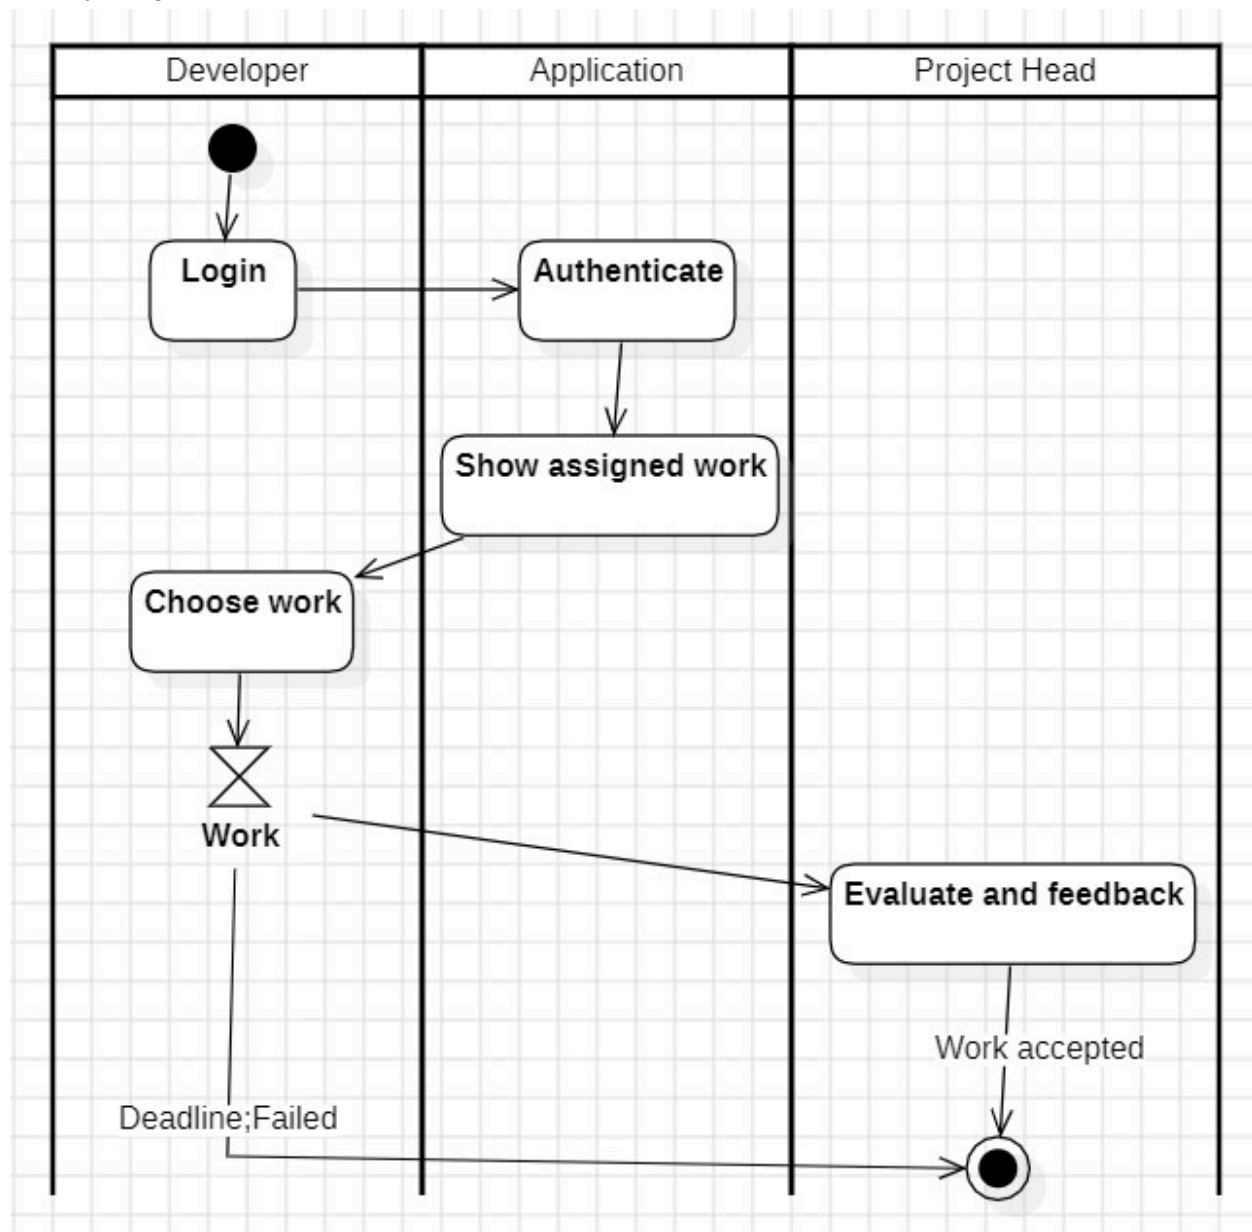 Developer
Application
Project Head
Login
Authenticate
Show assigned work
Choose work
Work
Evaluate and feedback
Work accepted
Deadline;Failed